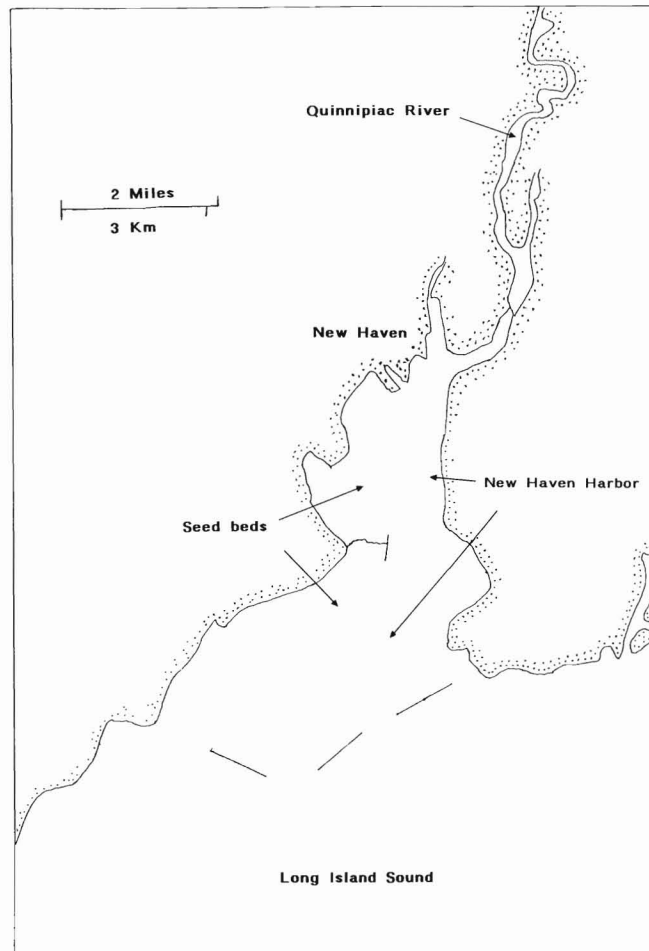 Quinnipiac River
2 Miles
3 Km
New Haven
New Haven Harbor
Seed beds
Long Island Sound